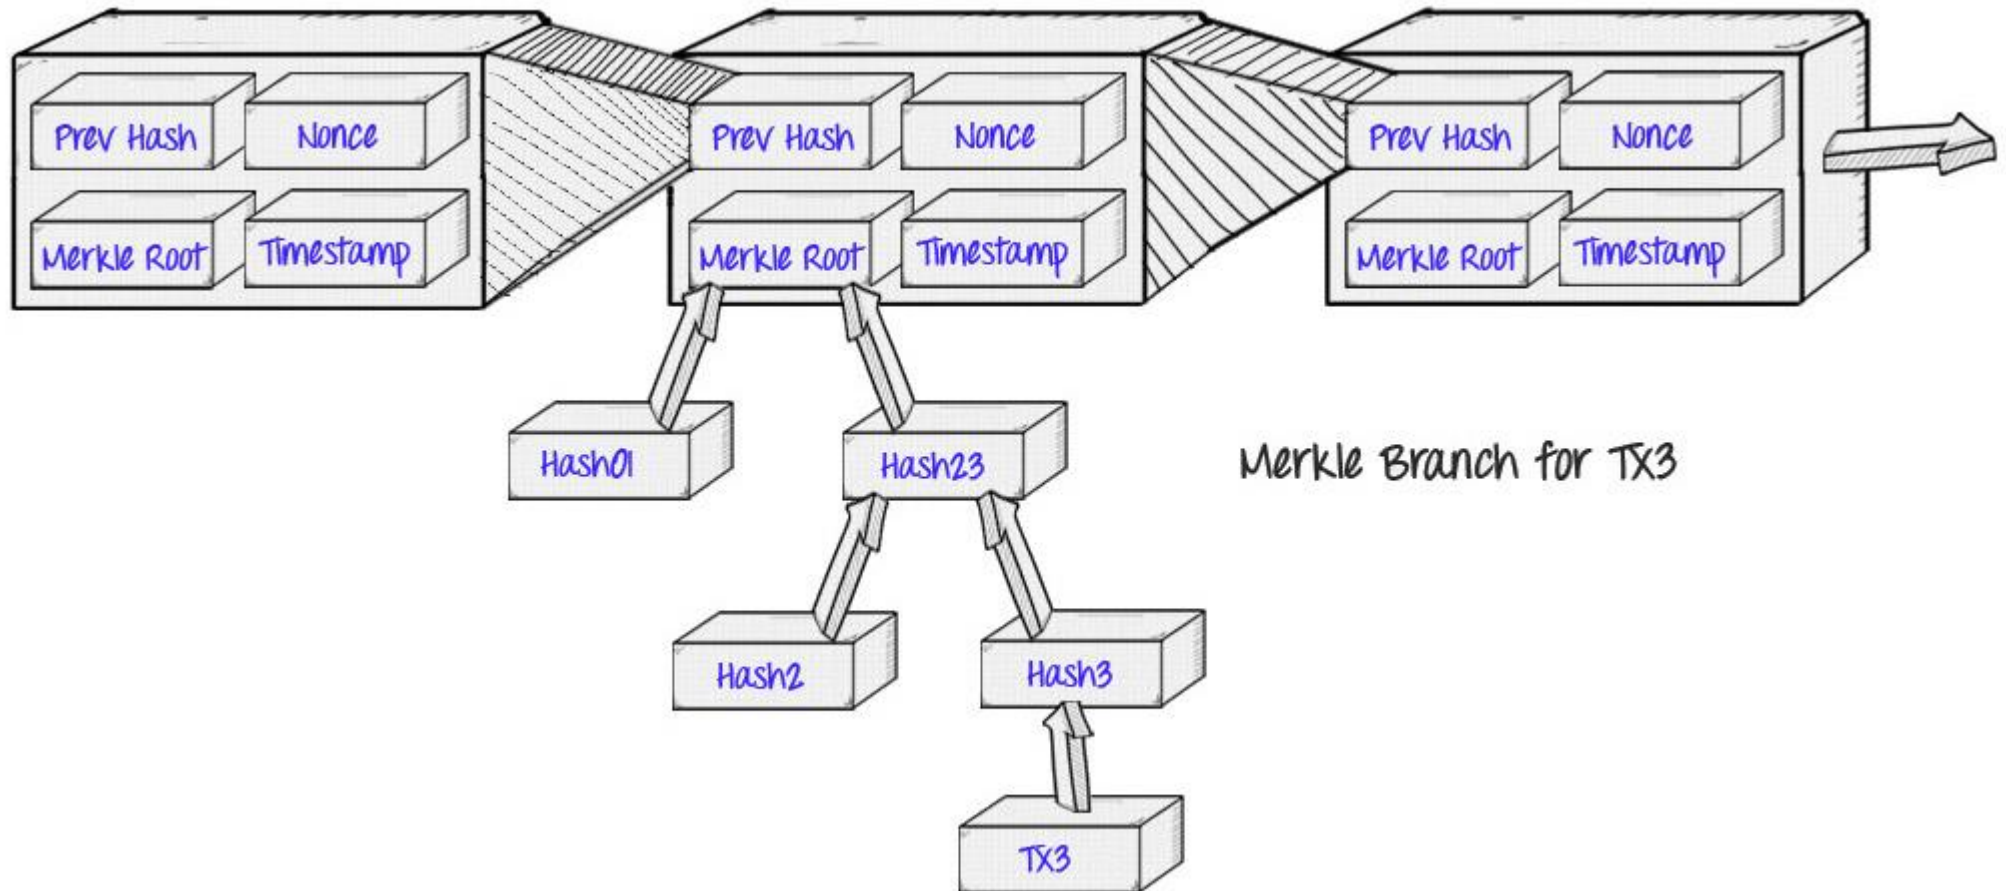 Prev Hash Nonce Prev Hash Nonce Prev Hash Nonce
Merkle Root Timestamp Merkle Root Timestamp Merkle Root Timestamp
Hash01 Hash23 Merkle Branch for TX3
Hash2 Hash3
TX3